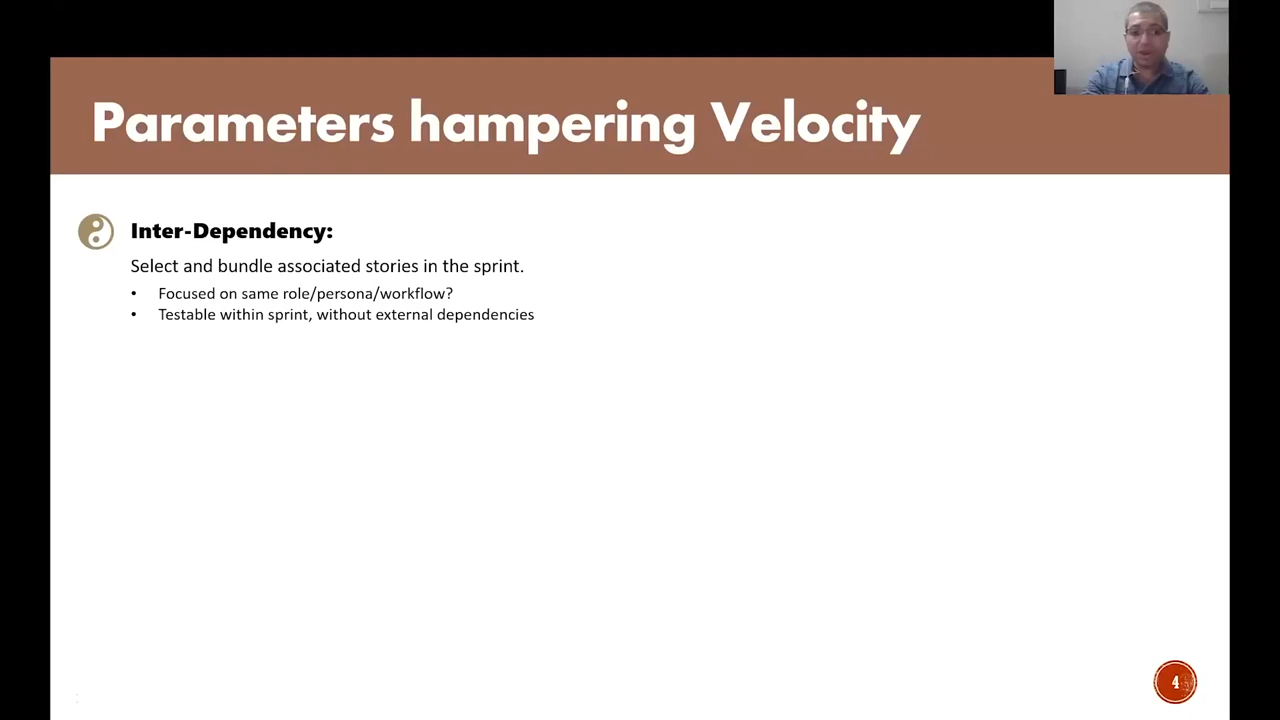 Parameters hampering Velocity
Inter-Dependency:
Select and bundle associated stories in the sprint.
• Focused on same role/persona/workflow?
• Testable within sprint, without external dependencies
4